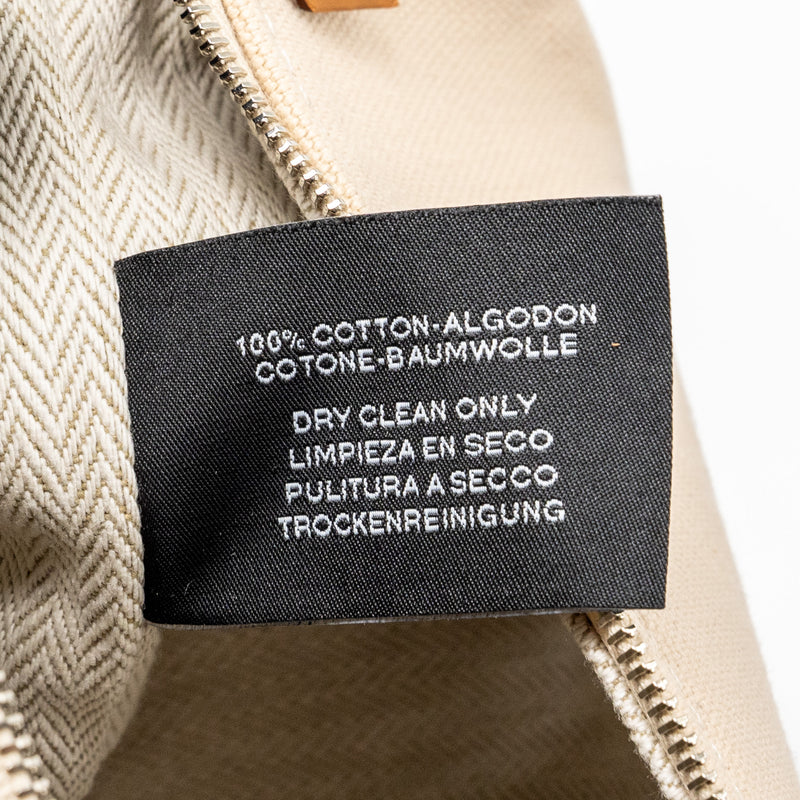 100% COTTON-ALGODON
COTONE-BAUMWOLLE
DRY CLEAN ONLY
LIMPIEZA EN SECO
PULITURA A SECCO
TROCKENREINIGUNG